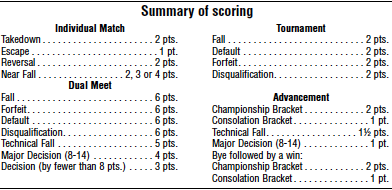 Summary of scoring
Individual Match
Takedown . . . . . . . . . . . . . . . . . . . . . . 2 pts.
Escape . . . . . . . . . . . . . . . . . . . . . . . . . 1 pt.
Reversal . . . . . . . . . . . . . . . . . . . . . . . . 2 pts.
Near Fall . . . . . . . . . . . . . . . . . 2, 3 or 4 pts.
Dual Meet
Fall . . . . . . . . . . . . . . . . . . . . . . . . . . . . 6 pts.
Forfeit . . . . . . . . . . . . . . . . . . . . . . . . . . 6 pts.
Default . . . . . . . . . . . . . . . . . . . . . . . . . 6 pts.
Disqualification . . . . . . . . . . . . . . . . . . . 6 pts.
Technical Fall . . . . . . . . . . . . . . . . . . . . 5 pts.
Major Decision (8-14) . . . . . . . . . . . . . 4 pts.
Decision (by fewer than 8 pts.) . . . . . 3 pts.
Tournament
Fall . . . . . . . . . . . . . . . . . . . . . . . . . . . . 2 pts.
Default . . . . . . . . . . . . . . . . . . . . . . . . . 2 pts.
Forfeit . . . . . . . . . . . . . . . . . . . . . . . . . . 2 pts.
Disqualification . . . . . . . . . . . . . . . . . . . 2 pts.
Advancement
Championship Bracket . . . . . . . . . . . . . 2 pts.
Consolation Bracket . . . . . . . . . . . . . . . . 1 pt.
Technical Fall . . . . . . . . . . . . . . . . . . . 1½ pts.
Major Decision (8-14) . . . . . . . . . . . . . . 1 pt.
Bye followed by a win:
Championship Bracket . . . . . . . . . . . . . 2 pts.
Consolation Bracket . . . . . . . . . . . . . . . . 1 pt.